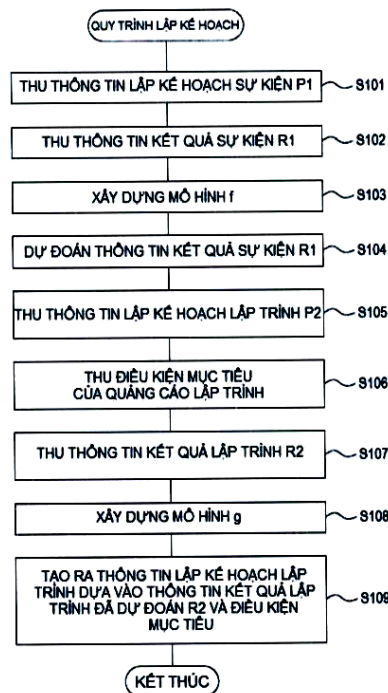 QUY TRÌNH LẬP KẾ HOẠCH
THU THÔNG TIN LẬP KẾ HOẠCH SỰ KIỆN P1
S101
THU THÔNG TIN KẾT QUẢ SỰ KIỆN R1
S102
XÂY DỰNG MÔ HÌNH f
S103
DỰ ĐOÁN THÔNG TIN KẾT QUẢ SỰ KIỆN R1
S104
THU THÔNG TIN LẬP KẾ HOẠCH LẬP TRÌNH P2
S105
THU ĐIỀU KIỆN MỤC TIÊU
CỦA QUẢNG CÁO LẬP TRÌNH
S106
THU THÔNG TIN KẾT QUẢ LẬP TRÌNH R2
S107
XÂY DỰNG MÔ HÌNH g
S108
TẠO RA THÔNG TIN LẬP KẾ HOẠCH LẬP
TRÌNH DỰA VÀO THÔNG TIN KẾT QUẢ LẬP
TRÌNH ĐÃ DỰ ĐOÁN R2 VÀ ĐIỀU KIỆN
MỤC TIÊU
S109
KẾT THÚC